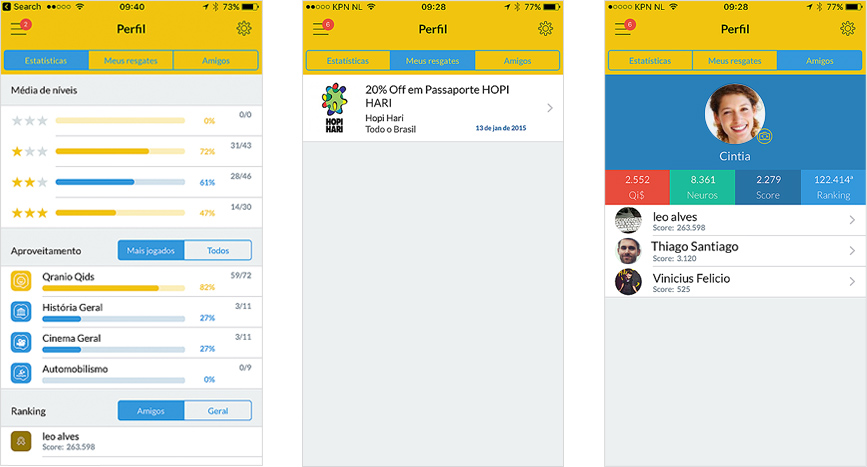 Search 09:40 73%
2
Perfil
Estatísticas Meus resgates Amigos
Média de níveis
0/0
0%
31/43
72%
28/46
61%
14/30
47%
Aproveitamento Mais jogados Todos
Qranio Qids 59/72
82%
História Geral 3/11
27%
Cinema Geral 3/11
27%
Automobilismo 0/9
0%
Ranking Amigos Geral
leo alves
Score: 263.598
KPN NL 09:28 77%
6
Perfil
Estatísticas Meus resgates Amigos
20% Off em Passaporte HOPI
HARI
HOPI
HARI
Hopi Hari
Todo o Brasil 13 de jan de 2015
KPN NL 09:28 77%
6
Perfil
Estatísticas Meus resgates Amigos
Cintia
2.552 8.361 2.279 122.414ª
Qi$ Neuros Score Ranking
leo alves
Score: 263.598
Thiago Santiago
Score: 3.120
Vinicius Felicio
Score: 525